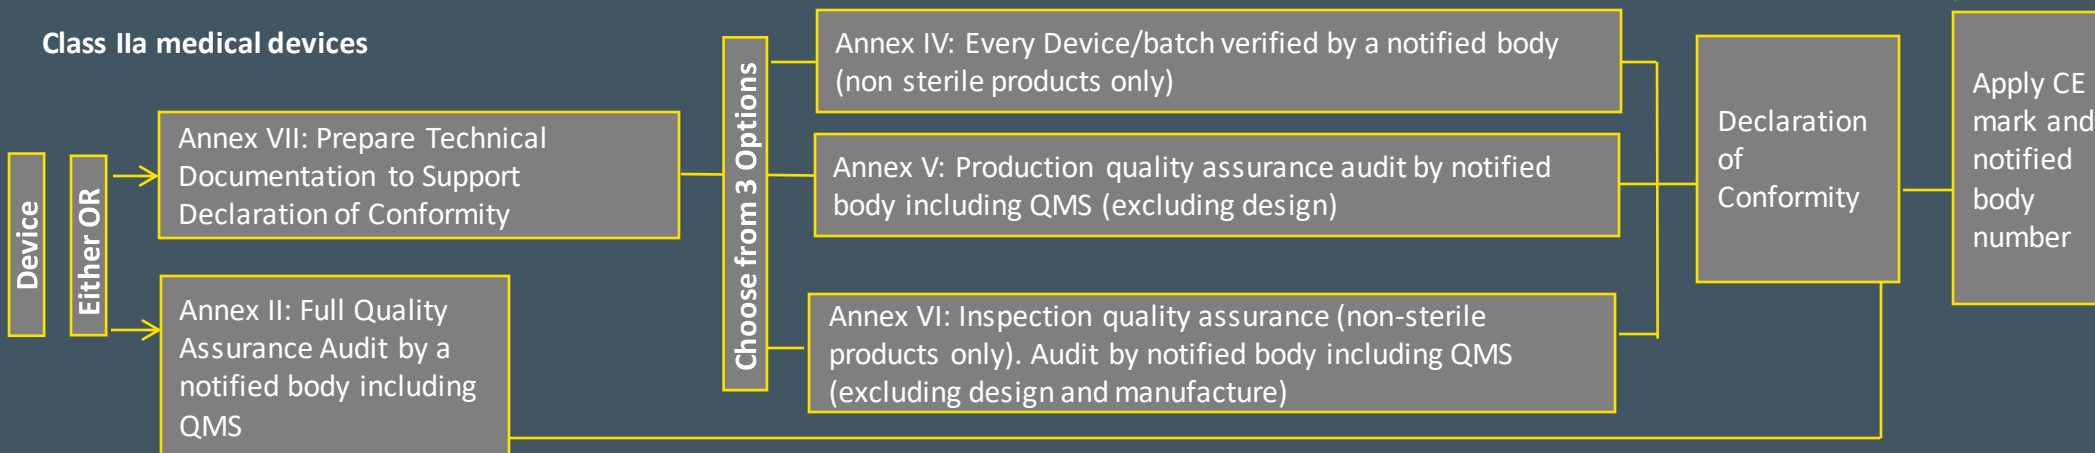 Class IIa medical devices
Device
Either OR
Annex VII: Prepare Technical
Documentation to Support
Declaration of Conformity
Annex II: Full Quality
Assurance Audit by a
notified body including
QMS
Choose from 3 Options
Annex IV: Every Device/batch verified by a notified body
(non sterile products only)
Annex V: Production quality assurance audit by notified
body including QMS (excluding design)
Annex VI: Inspection quality assurance (non-sterile
products only). Audit by notified body including QMS
(excluding design and manufacture)
Declaration
of
Conformity
Apply CE
mark and
notified
body
number